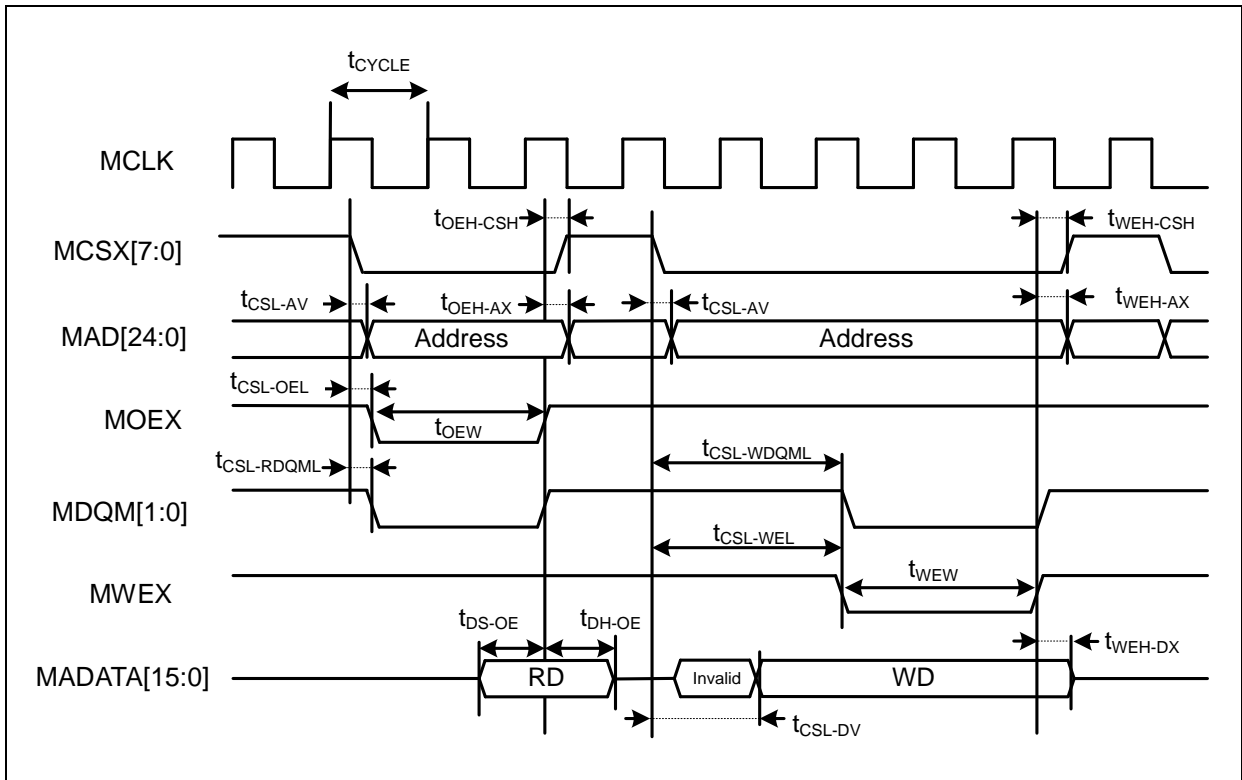 tCYCLE
MCLK
tOEH-CSH
tWEH-CSH
MCSX[7:0]
tCSL-AV
tOEH-AX
tCSL-AV
tWEH-AX
MAD[24:0]
Address
Address
tCSL-OEL
MOEX
tOEW
tCSL-RDQML
tCSL-WDQML
MDQM[1:0]
tCSL-WEL
tWEW
MWEX
tDS-OE
tDH-OE
tWEH-DX
MADATA[15:0]
RD
Invalid
WD
tCSL-DV